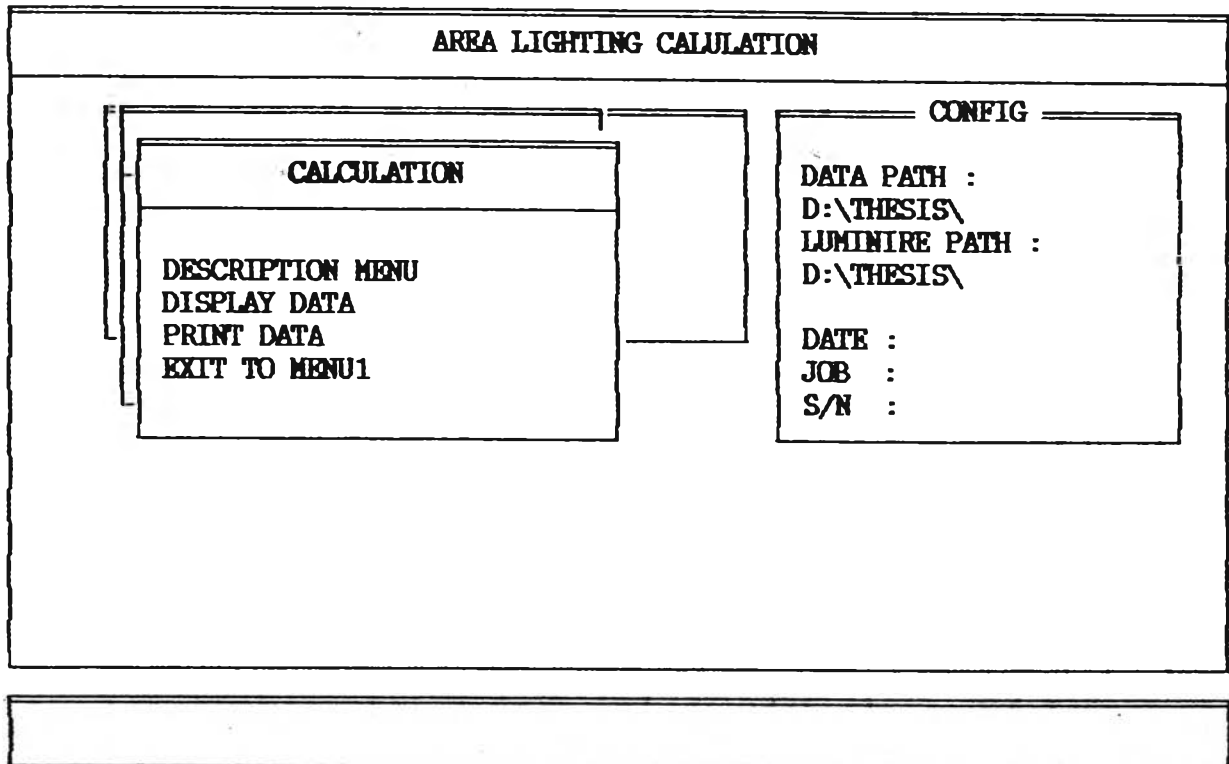 AREA LIGHTING CALULATION
CALCULATION
DESCRIPTION MENU
DISPLAY DATA
PRINT DATA
EXIT TO MENU1
CONFIG
DATA PATH :
D:\THESIS\
LUMINIRE PATH :
D:\THESIS\
DATE :
JOB :
S/N :